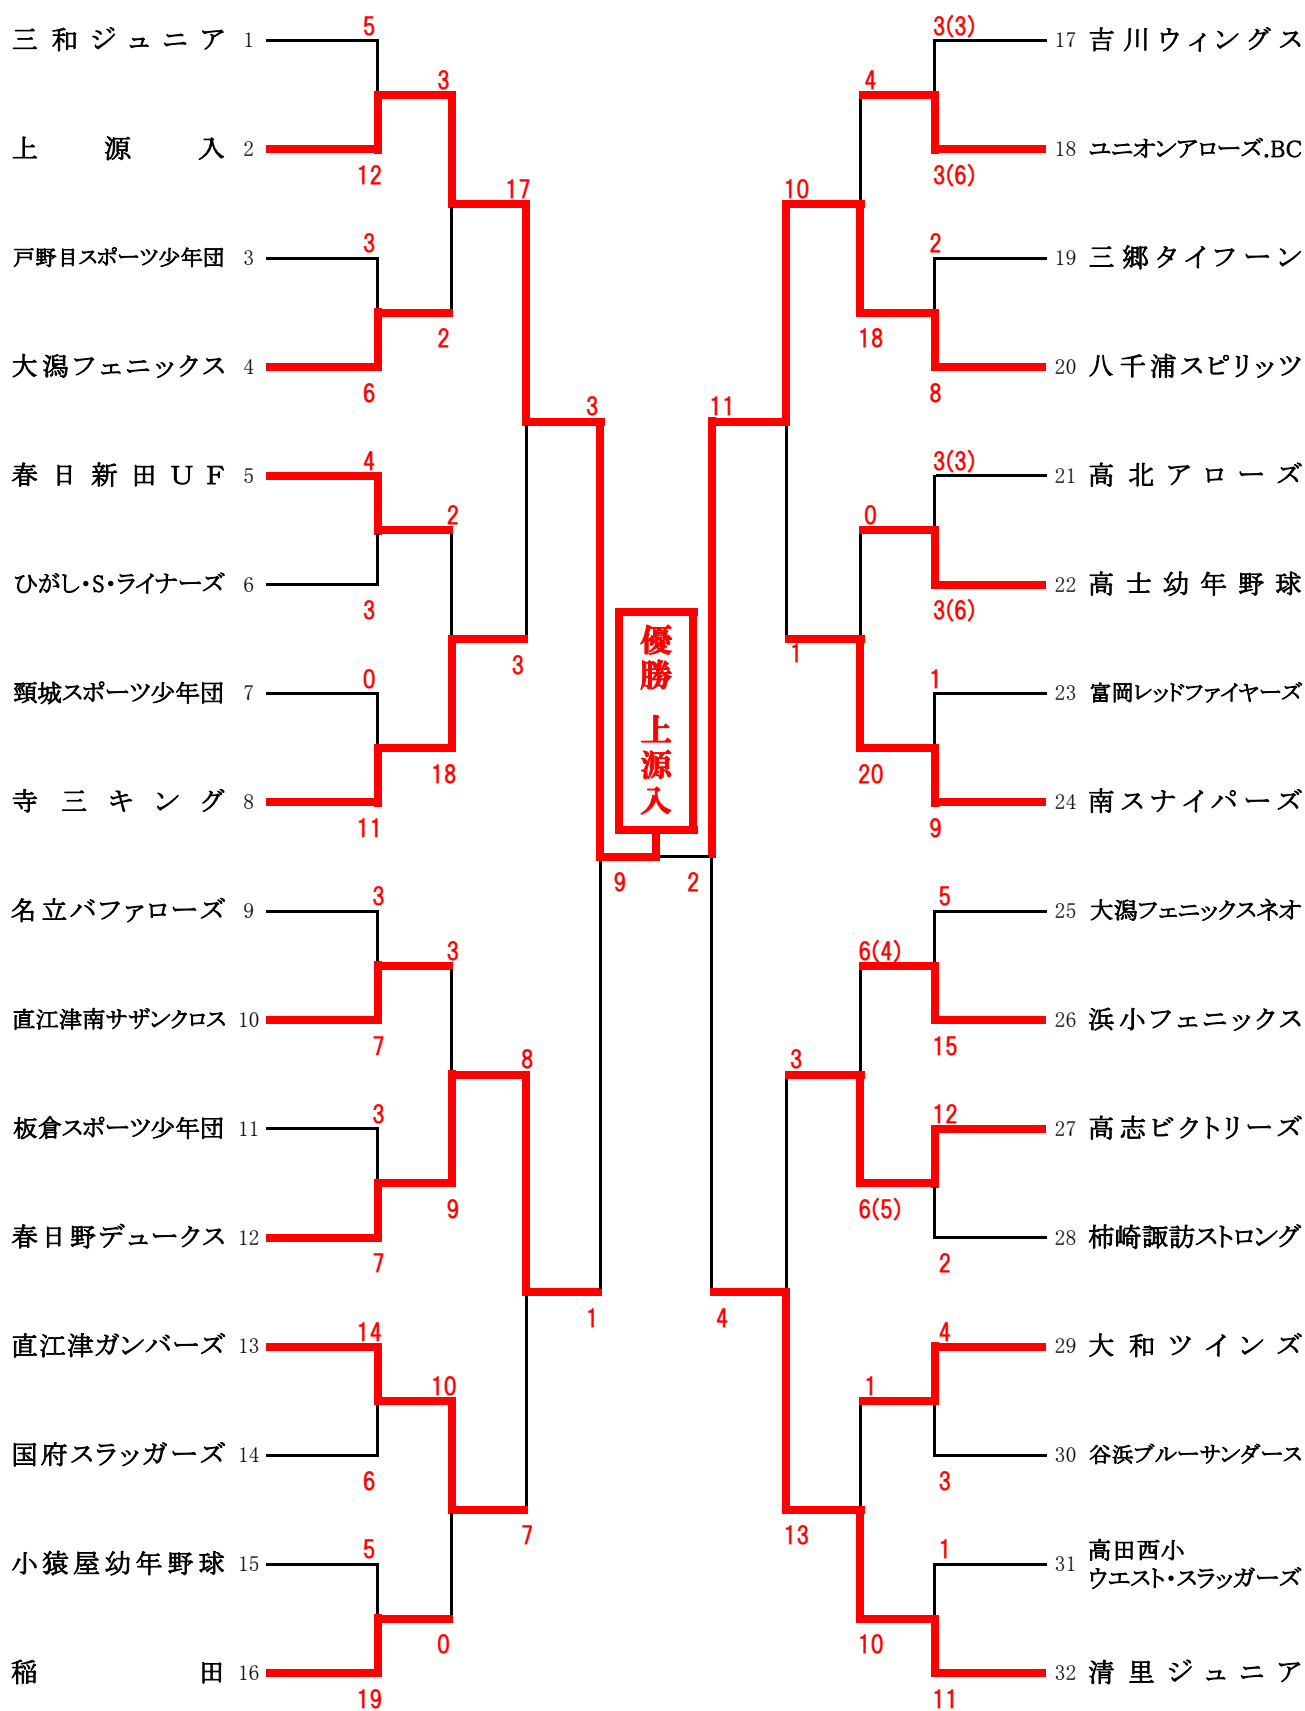 三和ジュニア 1
5
3
上源入 2
12
17
戸野目スポーツ少年団 3
3
2
大潟フェニックス 4
6
3
春日新田UF 5
4
2
ひがし・S・ライナーズ 6
3
3
頸城スポーツ少年団 7
0
18
寺三キング 8
11
9
名立バファローズ 9
3
3
直江津南サザンクロス 10
7
8
板倉スポーツ少年団 11
3
9
春日野デュークス 12
7
1
直江津ガンバーズ 13
14
10
国府スラッガーズ 14
6
7
小猿屋幼年野球 15
5
0
稲田 16
19
優勝 上源入
3(3)
17 吉川ウィングス
4
18 ユニオンアローズ.BC
3(6)
10
2
19 三郷タイフーン
18
20 八千浦スピリッツ
8
11
3(3)
21 高北アローズ
0
22 高士幼年野球
3(6)
1
1
23 富岡レッドファイヤーズ
20
24 南スナイパーズ
9
2
5
25 大潟フェニックスネオ
6(4)
26 浜小フェニックス
15
3
12
27 高志ビクトリーズ
6(5)
28 柿崎諏訪ストロング
2
4
4
29 大和ツインズ
1
30 谷浜ブルーサンダース
3
13
1
31 高田西小
ウエスト・スラッガーズ
10
32 清里ジュニア
11